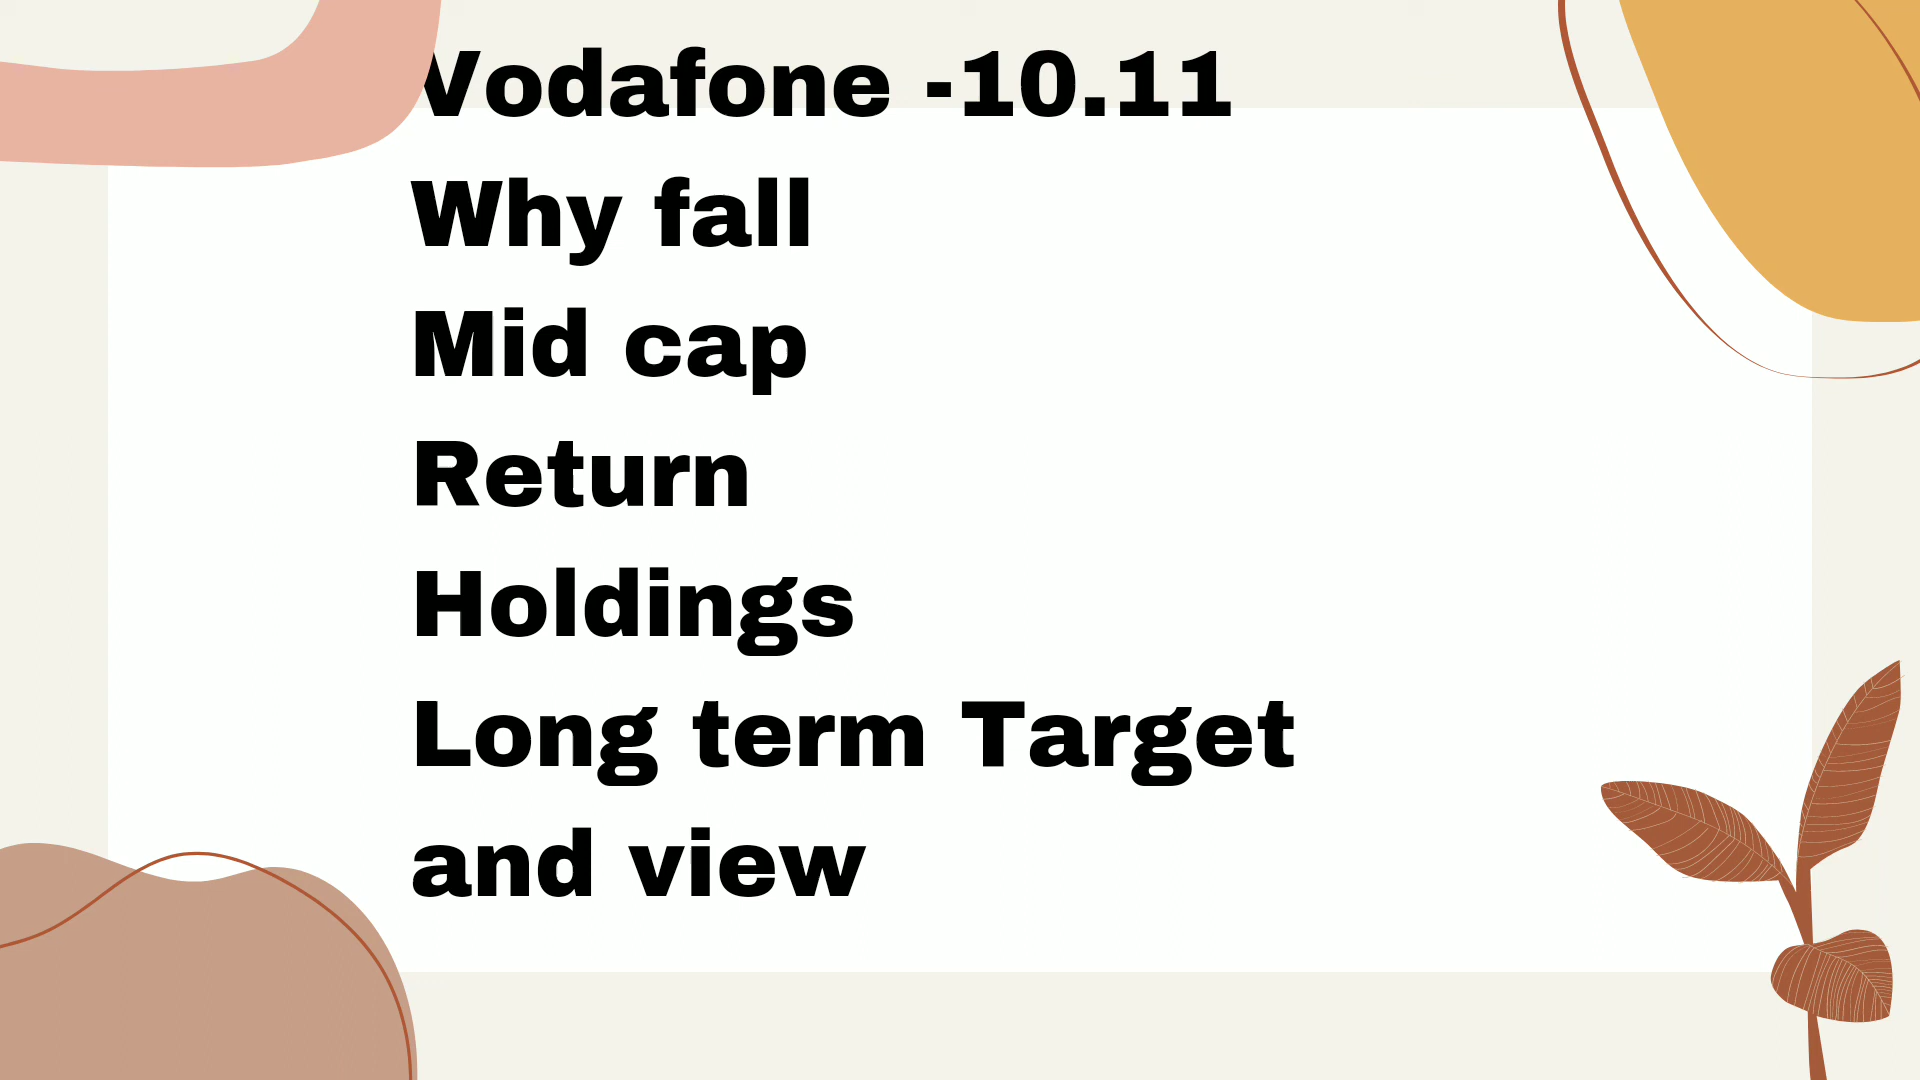 Vodafone -10.11
Why fall
Mid cap
Return
Holdings
Long term Target
and view